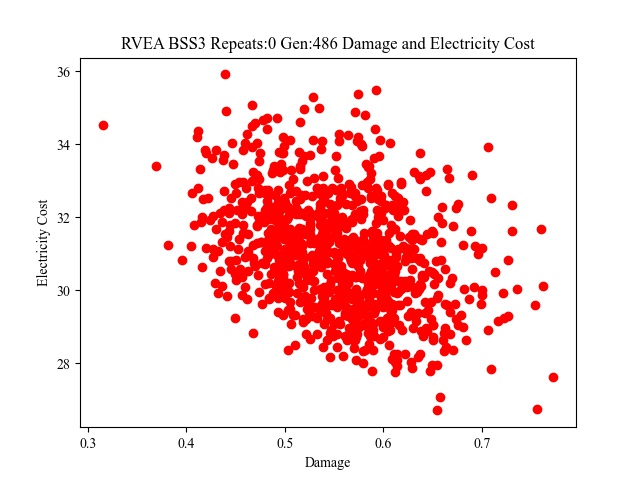 RVEA BSS3 Repeats:0 Gen:486 Damage and Electricity Cost
36
34
32
30
28
Electricity Cost
0.3 0.4 0.5 0.6 0.7
Damage